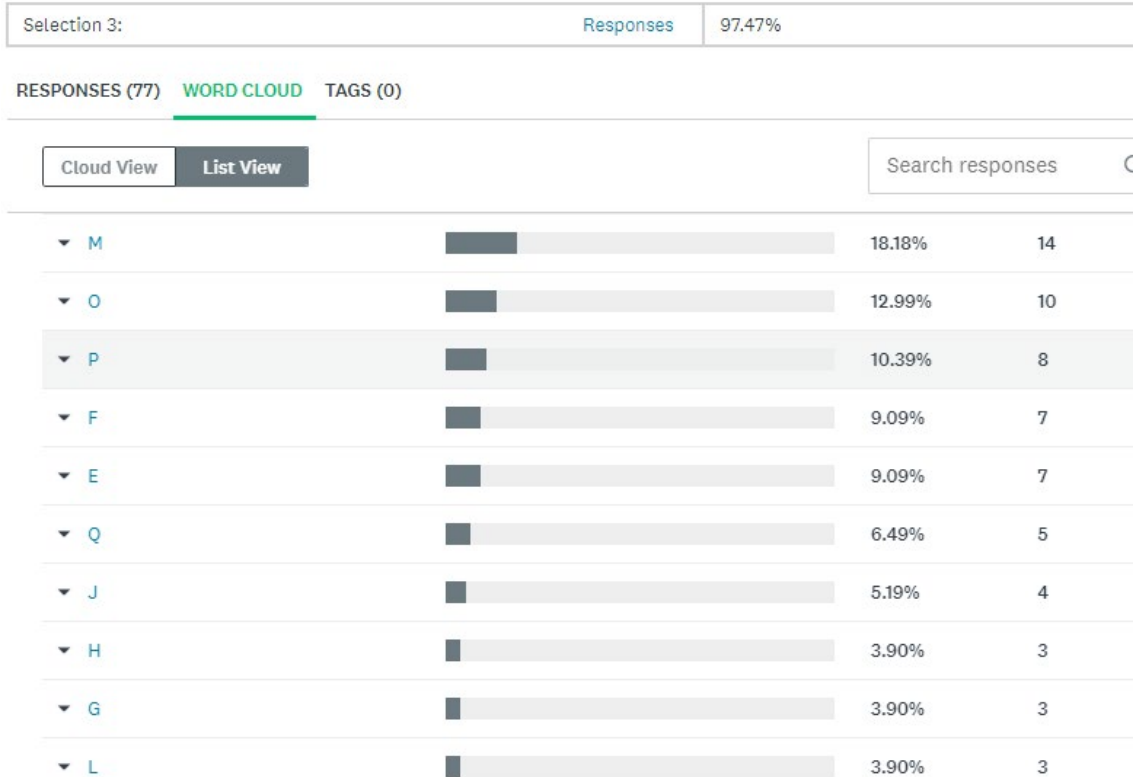 Selection 3: Responses 97.47%
RESPONSES (77) WORD CLOUD TAGS (0)
Cloud View List View Search responses
M 18.18% 14
O 12.99% 10
P 10.39% 8
F 9.09% 7
E 9.09% 7
Q 6.49% 5
J 5.19% 4
H 3.90% 3
G 3.90% 3
L 3.90% 3